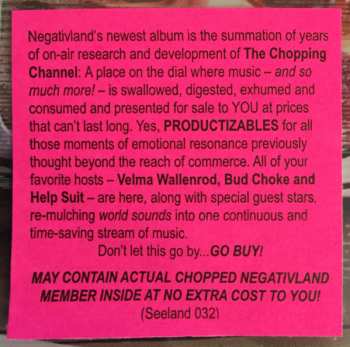 Negativland's newest album is the summation of years
of on-air research and development of The Chopping
Channel: A place on the dial where music – and so
much more! – is swallowed, digested, exhumed and
consumed and presented for sale to YOU at prices
that can't last long. Yes, PRODUCTIZABLES for all
those moments of emotional resonance previously
thought beyond the reach of commerce. All of your
favorite hosts – Velma Wallenrod, Bud Choke and
Help Suit – are here, along with special guest stars,
re-mulching world sounds into one continuous and
time-saving stream of music.
Don't let this go by...GO BUY!
MAY CONTAIN ACTUAL CHOPPED NEGATIVLAND
MEMBER INSIDE AT NO EXTRA COST TO YOU!
(Seeland 032)